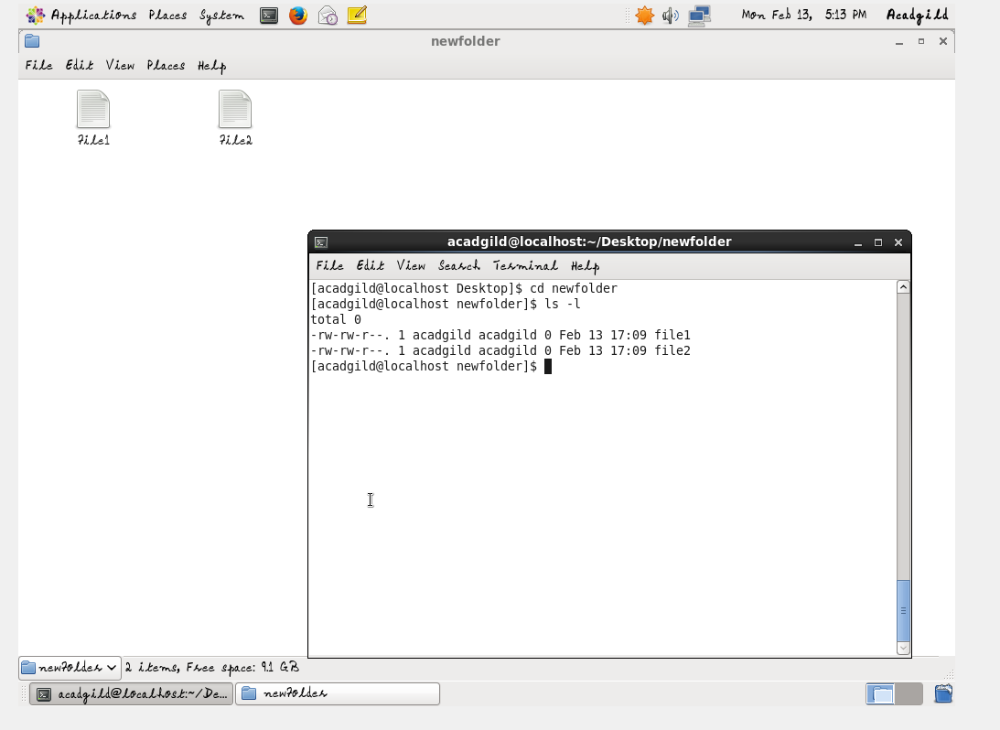 Applications Places System
Mon Feb 13, 5:13 PM Acadgild
newfolder
File Edit View Places Help
file1
file2
acadgild@localhost:~/Desktop/newfolder
File Edit View Search Terminal Help
[acadgild@localhost Desktop]$ cd newfolder
[acadgild@localhost newfolder]$ ls -l
total 0
-rw-rw-r--. 1 acadgild acadgild 0 Feb 13 17:09 file1
-rw-rw-r--. 1 acadgild acadgild 0 Feb 13 17:09 file2
[acadgild@localhost newfolder]$
newfolder 2 items, Free space: 9.1 GB
acadgild@localhost:~/De...
newfolder